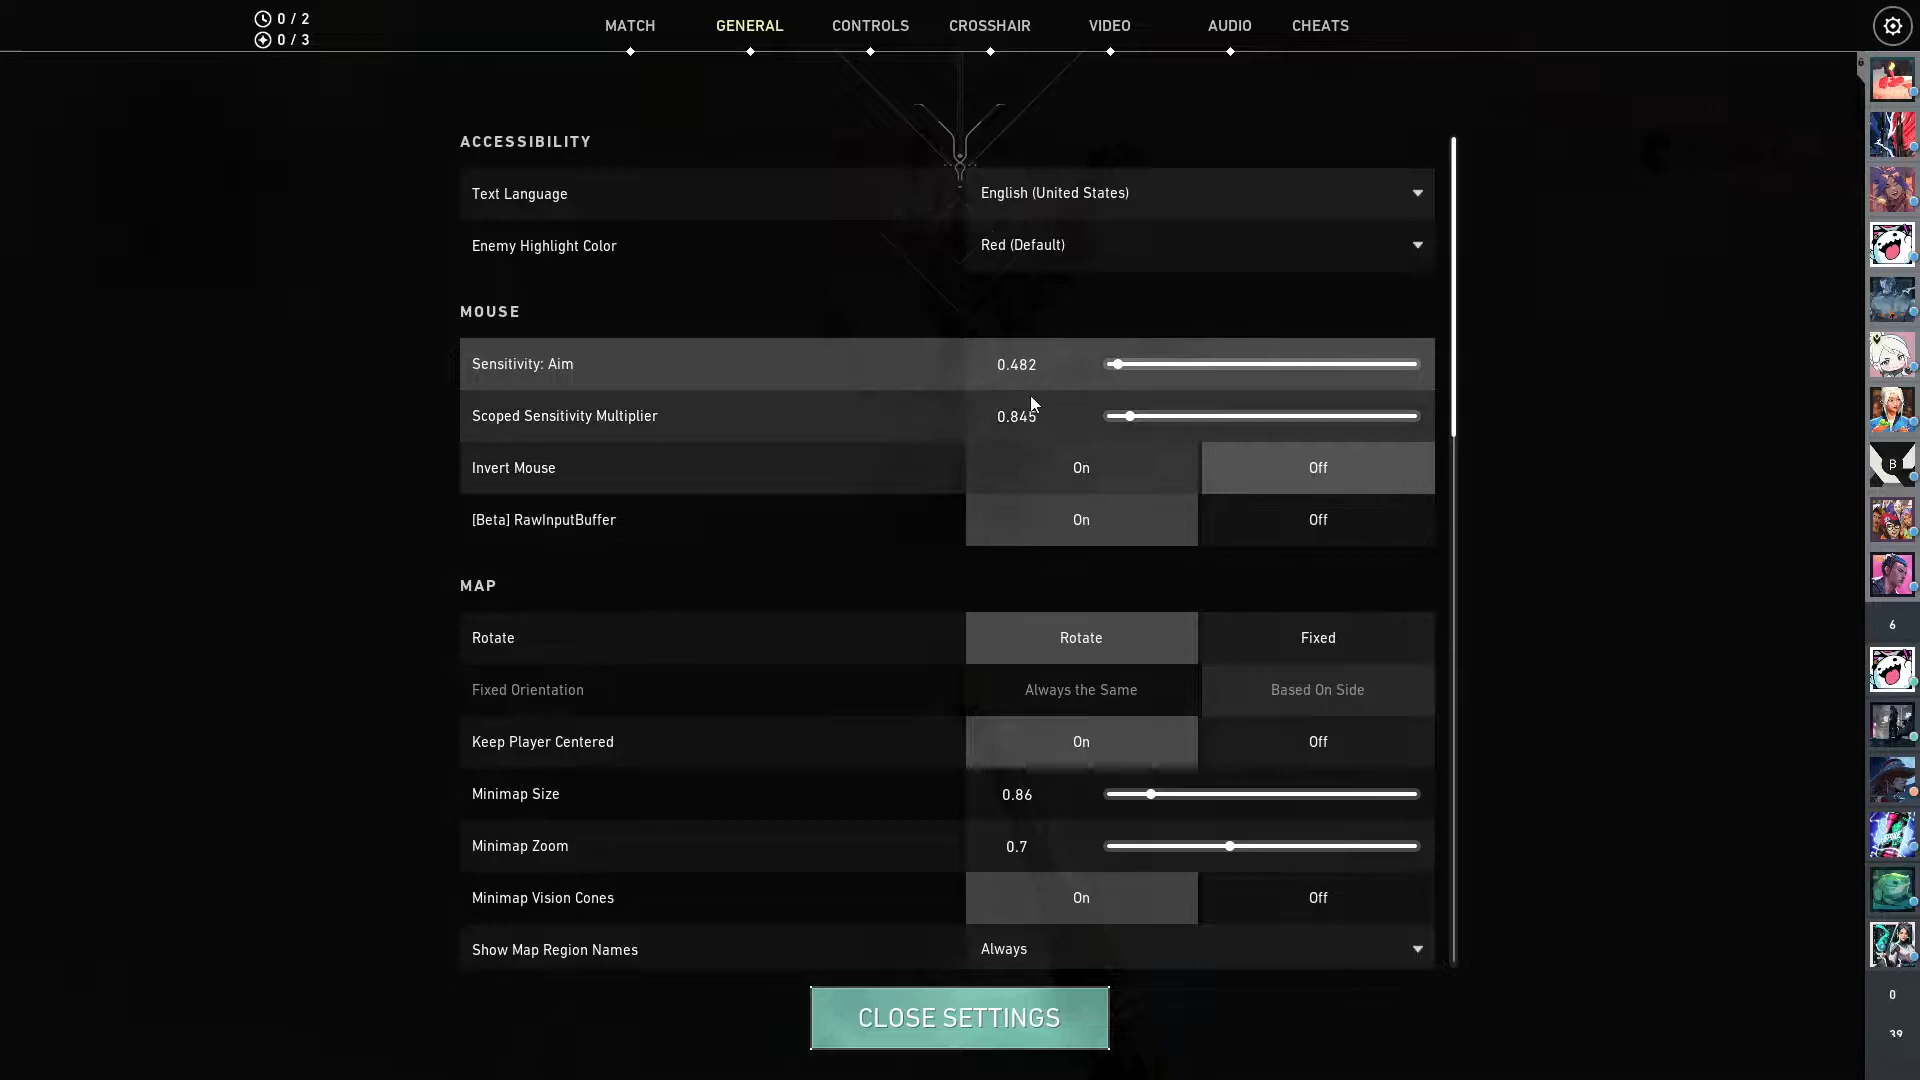 0 / 2
0 / 3
MATCH GENERAL CONTROLS CROSSHAIR VIDEO AUDIO CHEATS
ACCESSIBILITY
Text Language English (United States)
Enemy Highlight Color Red (Default)
MOUSE
Sensitivity: Aim 0.482
Scoped Sensitivity Multiplier 0.845
Invert Mouse On Off
[Beta] RawInputBuffer On Off
MAP
Rotate Rotate Fixed
Fixed Orientation Always the Same Based On Side
Keep Player Centered On Off
Minimap Size 0.86
Minimap Zoom 0.7
Minimap Vision Cones On Off
Show Map Region Names Always
CLOSE SETTINGS
B
6
0
39